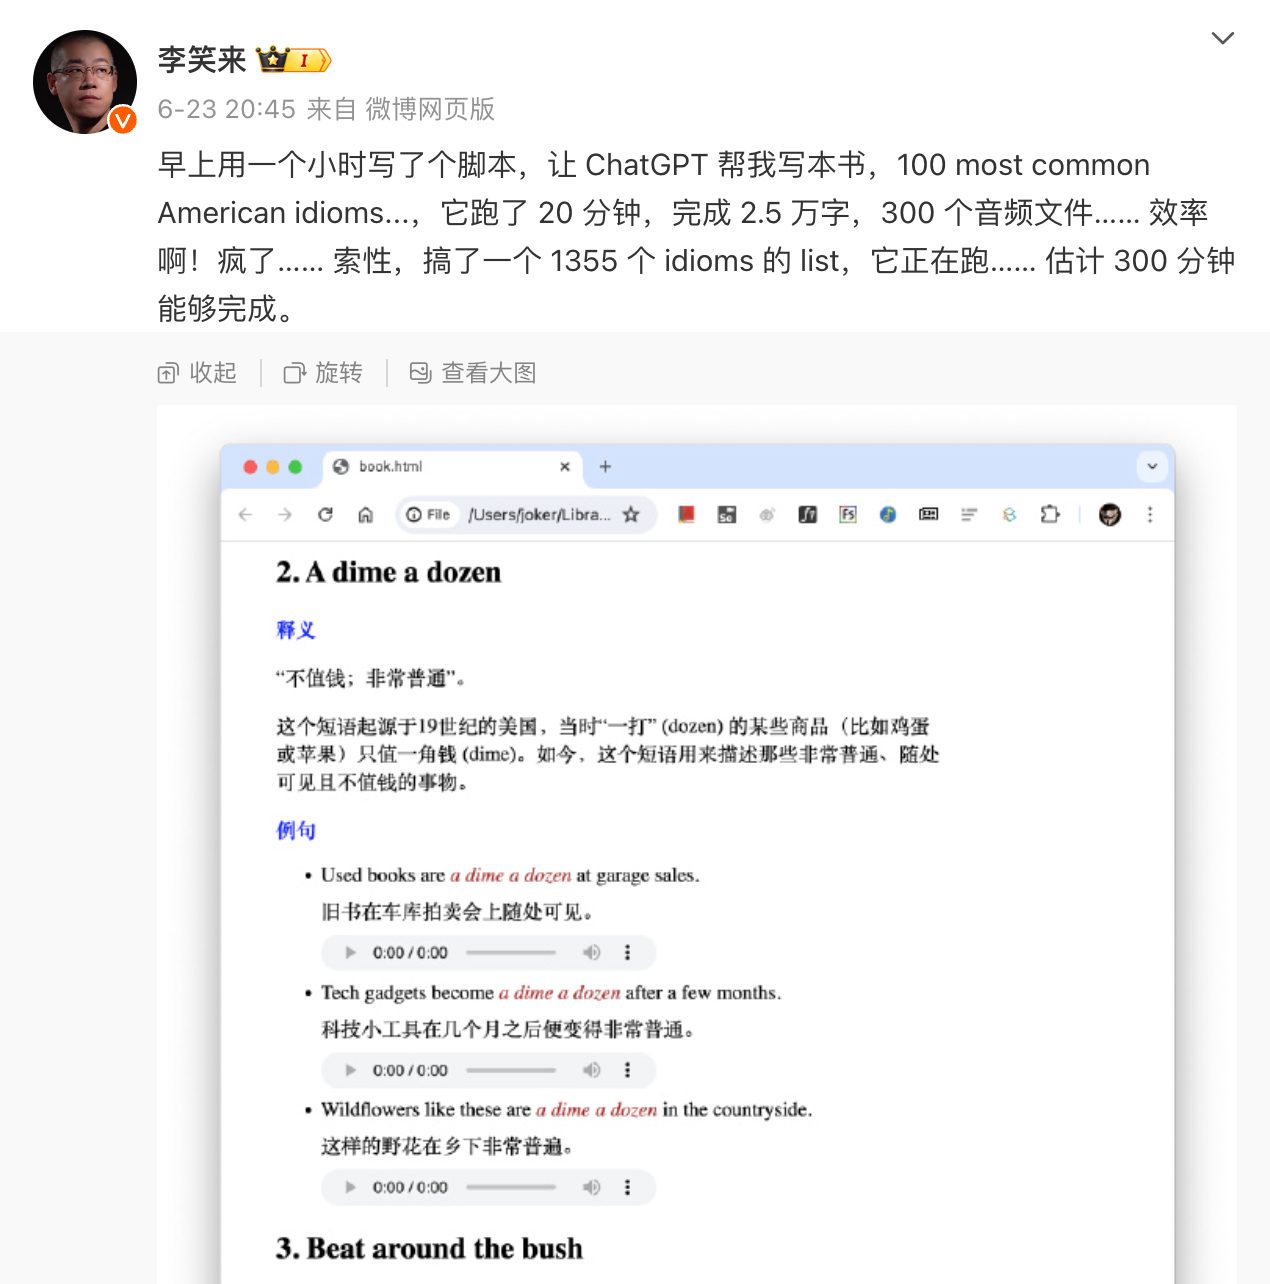 李笑来
6-23 20:45 来自 微博网页版
早上用一个小时写了个脚本，让 ChatGPT 帮我写本书，100 most common
American idioms...，它跑了 20 分钟，完成 2.5 万字，300 个音频文件…… 效率
啊！疯了…… 索性，搞了一个 1355 个 idioms 的 list，它正在跑…… 估计 300 分钟
能够完成。
收起 旋转 查看大图
book.html
File /Users/joker/Libra...
2. A dime a dozen
释义
“不值钱；非常普通”。
这个短语起源于19世纪的美国，当时“一打” (dozen) 的某些商品（比如鸡蛋
或苹果）只值一角钱 (dime)。如今，这个短语用来描述那些非常普通、随处
可见且不值钱的事物。
例句
• Used books are a dime a dozen at garage sales.
旧书在车库拍卖会上随处可见。
0:00 / 0:00
• Tech gadgets become a dime a dozen after a few months.
科技小工具在几个月之后便变得非常普通。
0:00 / 0:00
• Wildflowers like these are a dime a dozen in the countryside.
这样的野花在乡下非常普遍。
0:00 / 0:00
3. Beat around the bush